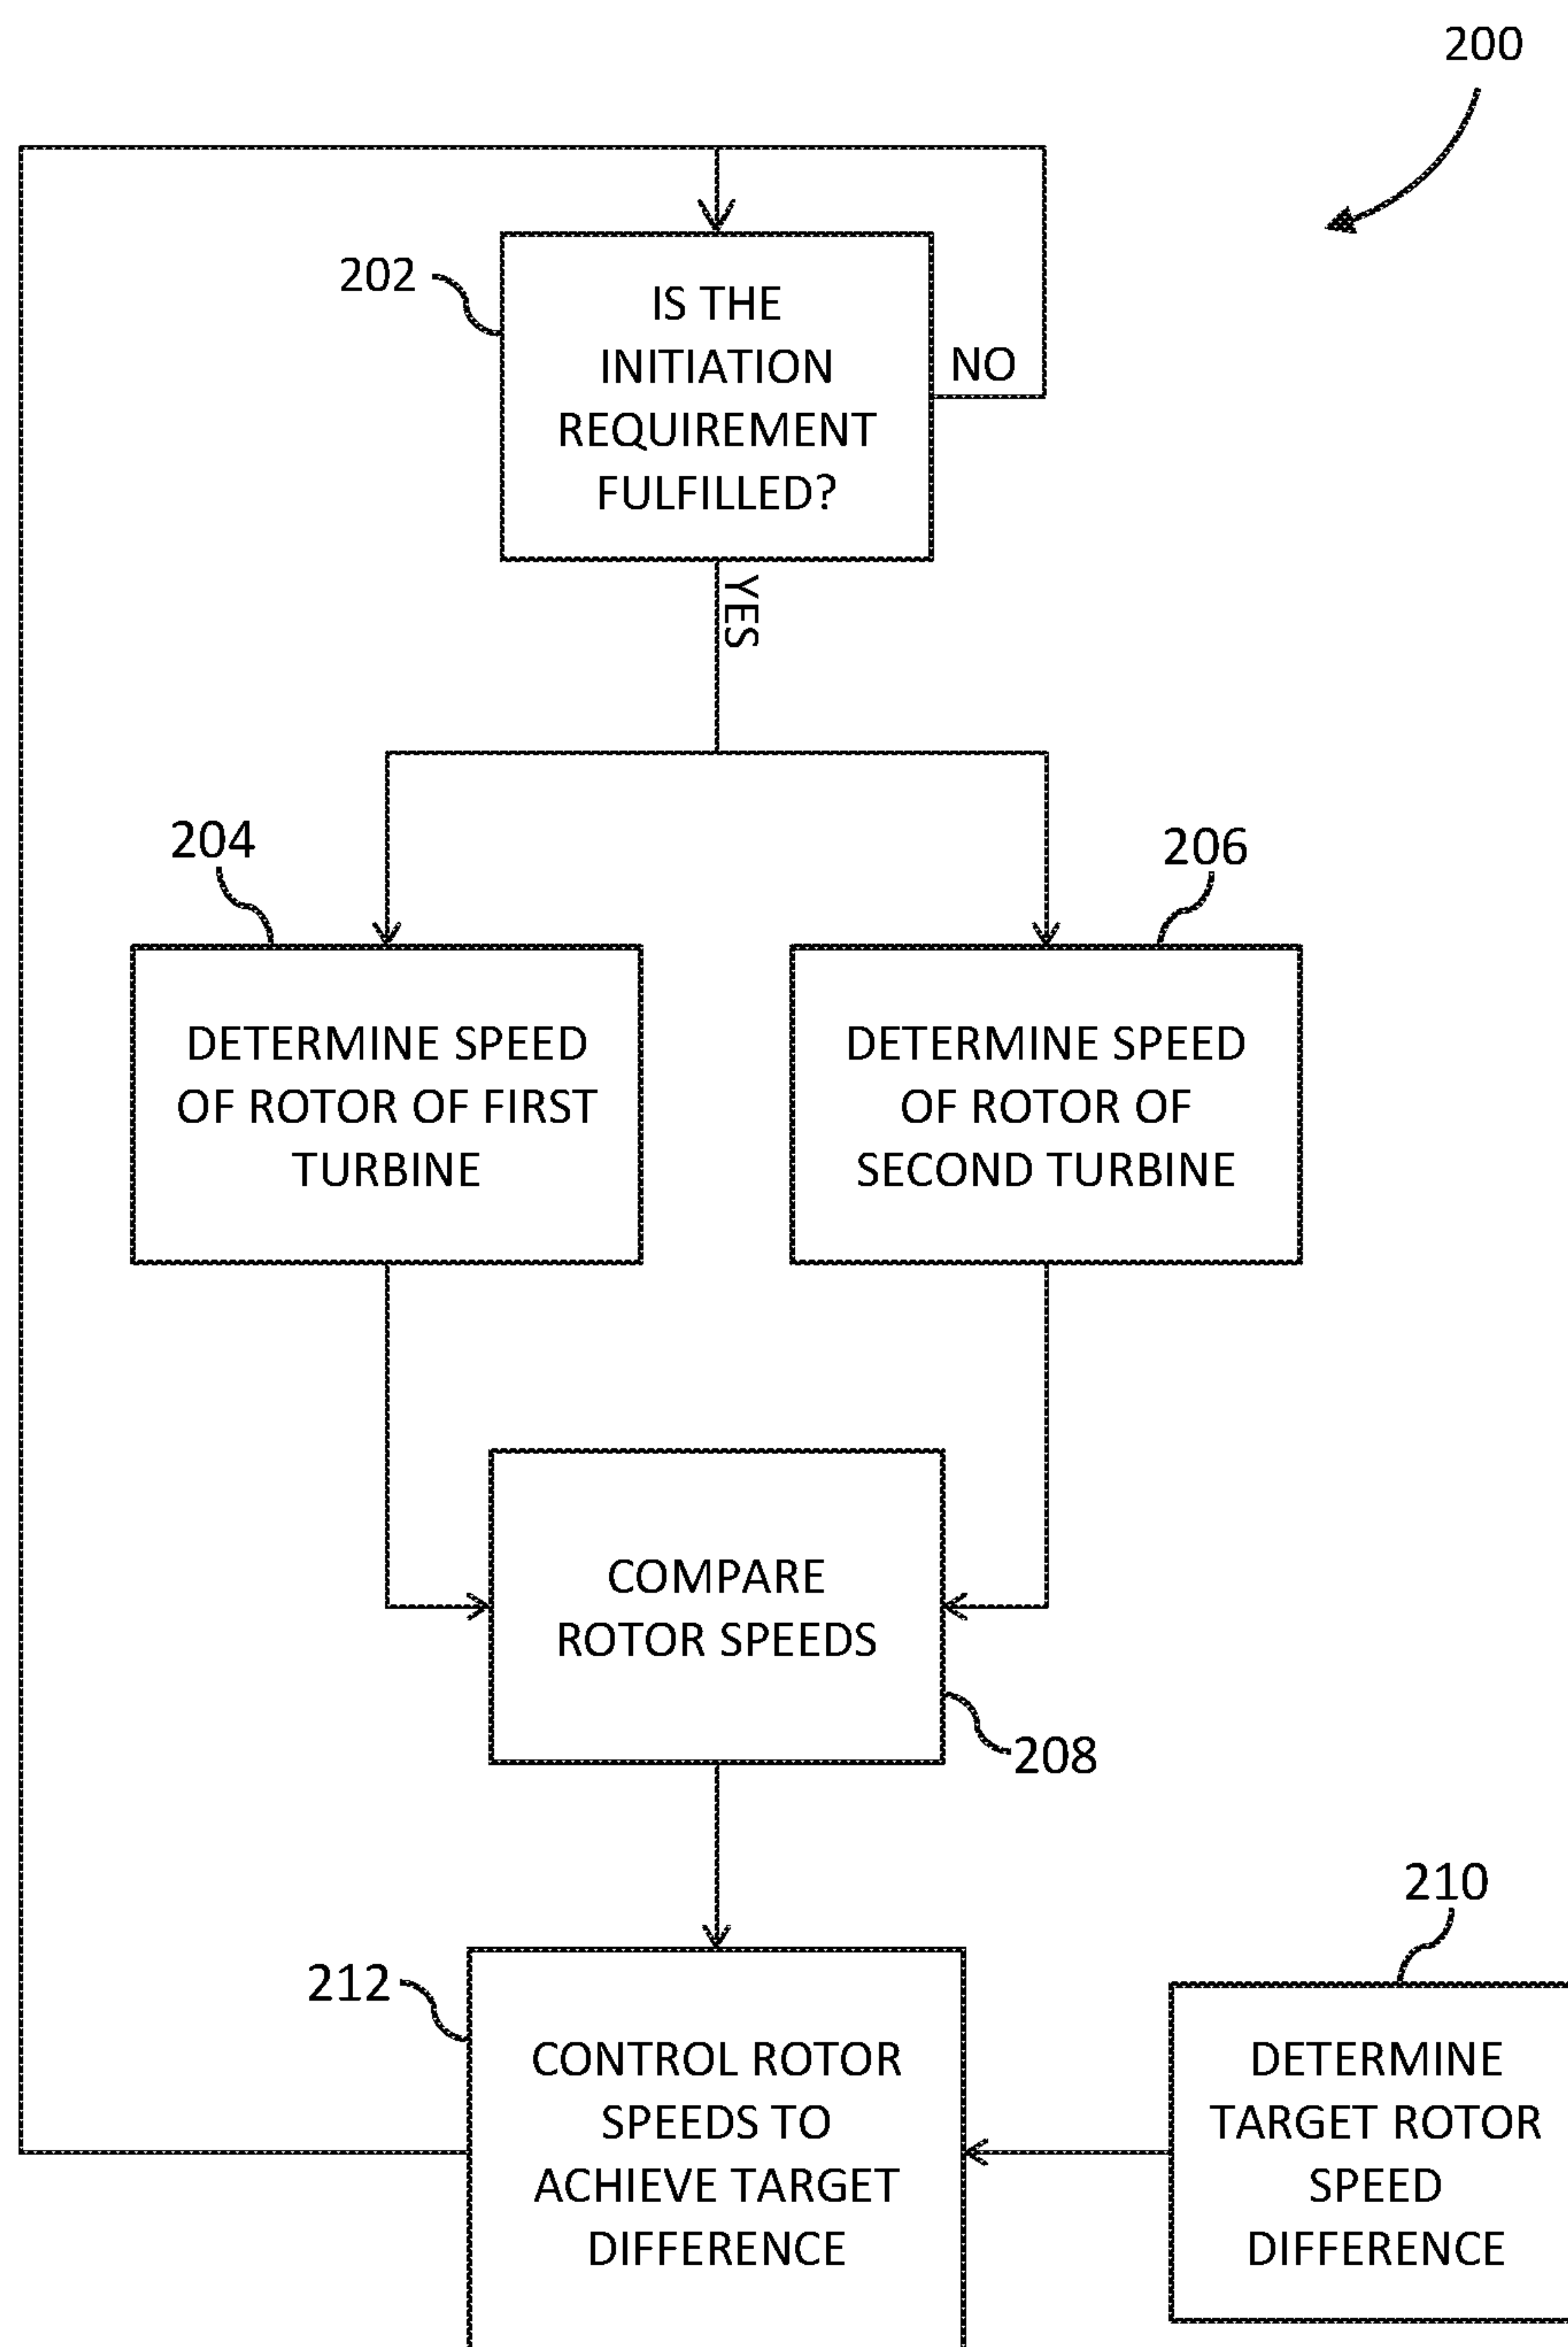 200
202
IS THE
INITIATION
REQUIREMENT
FULFILLED?
NO
YES
204
206
DETERMINE SPEED
OF ROTOR OF FIRST
TURBINE
DETERMINE SPEED
OF ROTOR OF
SECOND TURBINE
COMPARE
ROTOR SPEEDS
208
210
212
CONTROL ROTOR
SPEEDS TO
ACHIEVE TARGET
DIFFERENCE
DETERMINE
TARGET ROTOR
SPEED
DIFFERENCE